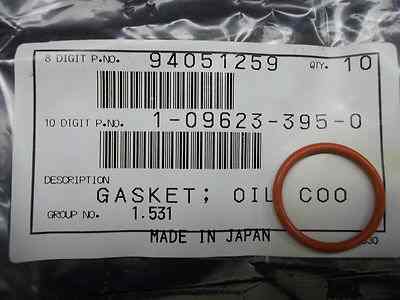 8 DIGIT P.NO. 94051259 QTY. 10
10 DIGIT P.NO. 1-09623-395-0
DESCRIPTION
GASKET; OIL COO
GROUP NO. 1.531
MADE IN JAPAN